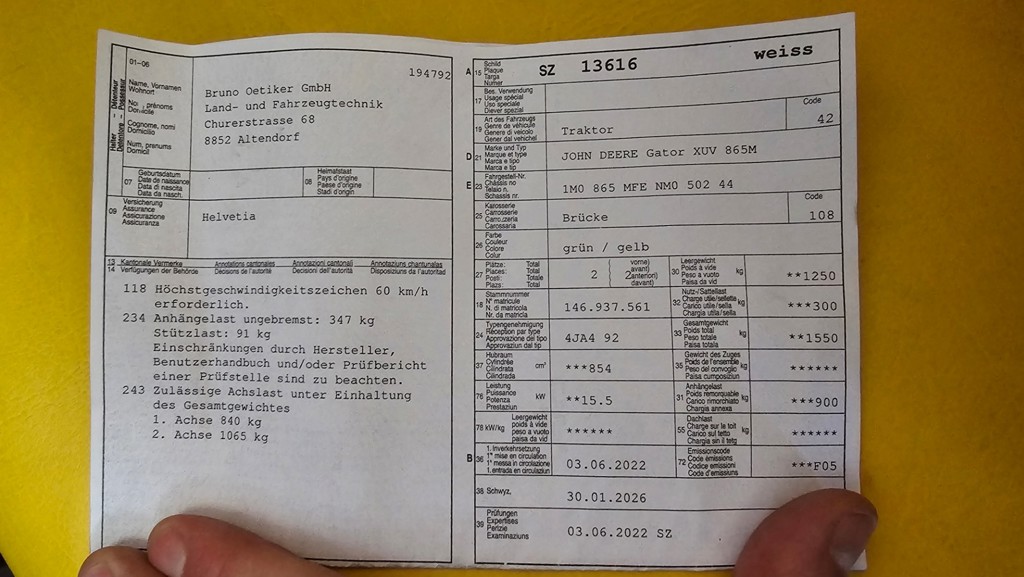 01-06
Halter – Détenteur
Detentore – Possessur
Name, Vornamen
Wohnort
prénoms
Domicile
Cognome, nomi
Domicilio
Num, prenums
Domicil
194792
Bruno Oetiker GmbH
Land- und Fahrzeugtechnik
Churerstrasse 68
8852 Altendorf
07 Geburtsdatum
Date de naissance
Data di nascita
Data da nasch.
08 Heimatstaat
Pays d'origine
Paese d'origine
Stadi d'origin
09 Versicherung
Assurance
Assicurazione
Assicuranza
Helvetia
13 Kantonale Vermerke Annotations cantonales Annotazioni cantonali Annotaziuns chantunalas
14 Verfügungen der Behörde Décisions de l'autorité Decisioni dell'autorità Disposiziuns da l'autoritad
118 Höchstgeschwindigkeitszeichen 60 km/h
erforderlich.
234 Anhängelast ungebremst: 347 kg
Stützlast: 91 kg
Einschränkungen durch Hersteller,
Benutzerhandbuch und/oder Prüfbericht
einer Prüfstelle sind zu beachten.
243 Zulässige Achslast unter Einhaltung
des Gesamtgewichtes
1. Achse 840 kg
2. Achse 1065 kg
A 15 Schild
Plaque
Targa
Numer
SZ 13616 weiss
17 Bes. Verwendung
Usage spécial
Uso speciale
Diever spezial
19 Art des Fahrzeugs
Genre de véhicule
Genere di veicolo
Gener dal vehichel
Traktor
Code
42
D 21 Marke und Typ
Marque et type
Marca e tipo
Marca e tip
JOHN DEERE Gator XUV 865M
E 23 Fahrgestell-Nr.
Châssis no
Telaio n.
Schassis nr.
1M0 865 MFE NM0 502 44
25 Karosserie
Carrosserie
Carrozzeria
Carossaria
Brücke
Code
108
26 Farbe
Couleur
Colore
Colur
grün / gelb
27 Plätze: Total
Places: Total
Posti: Totale
Plazs: Total
2 2
vorne)
avant)
anteriori)
davant)
30 Leergewicht
Poids à vide
Peso a vuoto
Paisa da vid
kg
**1250
18 Stammnummer
N° matricule
N. di matricola
Nr. da matricla
146.937.561
32 Nutz-/Sattellast
Charge utile/sellette
Carico utile/sella
Chargia utila/sella
kg
***300
24 Typengenehmigung
Réception par type
Approvazione del tipo
Approvaziun dal tip
4JA4 92
33 Gesamtgewicht
Poids total
Peso totale
Paisa totala
kg
**1550
37 Hubraum
Cylindrée
Cilindrata
Cilindrada
cm³
***854
35 Gewicht des Zuges
Poids de l'ensemble
Peso del convoglio
Paisa cumposiziun
kg
******
76 Leistung
Puissance
Potenza
Prestaziun
kW
**15.5
31 Anhängelast
Poids remorquable
Carico rimorchiato
Chargia annexa
kg
***900
78 kW/kg
Leergewicht
poids à vide
peso a vuoto
paisa da vid
******
55 Dachlast
Charge sur le toit
Carico sul tetto
Chargia sin il tetg
kg
******
B 36 1. Inverkehrsetzung
1re mise en circulation
1a messa in circolazione
1. entrada en circulaziun
03.06.2022
72 Emissionscode
Code émissions
Codice emissioni
Code d'emissiuns
***F05
38 Schwyz,
30.01.2026
39 Prüfungen
Expertises
Perizie
Examinaziuns
03.06.2022 SZ